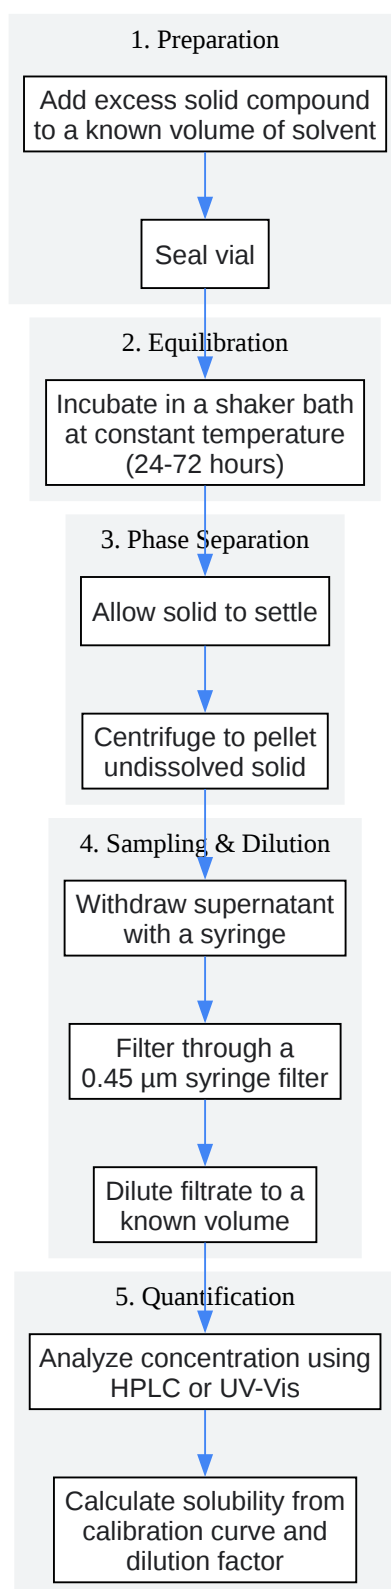 1. Preparation
Add excess solid compound
to a known volume of solvent
Seal vial
2. Equilibration
Incubate in a shaker bath
at constant temperature
(24-72 hours)
3. Phase Separation
Allow solid to settle
Centrifuge to pellet
undissolved solid
4. Sampling & Dilution
Withdraw supernatant
with a syringe
Filter through a
0.45 µm syringe filter
Dilute filtrate to a
known volume
5. Quantification
Analyze concentration using
HPLC or UV-Vis
Calculate solubility from
calibration curve and
dilution factor